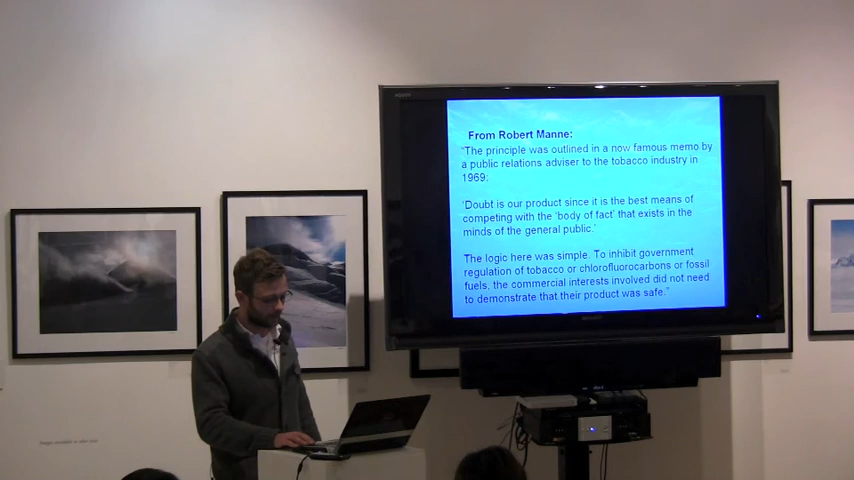 From Robert Manne:
“The principle was outlined in a now famous memo by
a public relations adviser to the tobacco industry in
1969:
‘Doubt is our product since it is the best means of
competing with the ‘body of fact’ that exists in the
minds of the general public.’
The logic here was simple. To inhibit government
regulation of tobacco or chlorofluorocarbons or fossil
fuels, the commercial interests involved did not need
to demonstrate that their product was safe.”